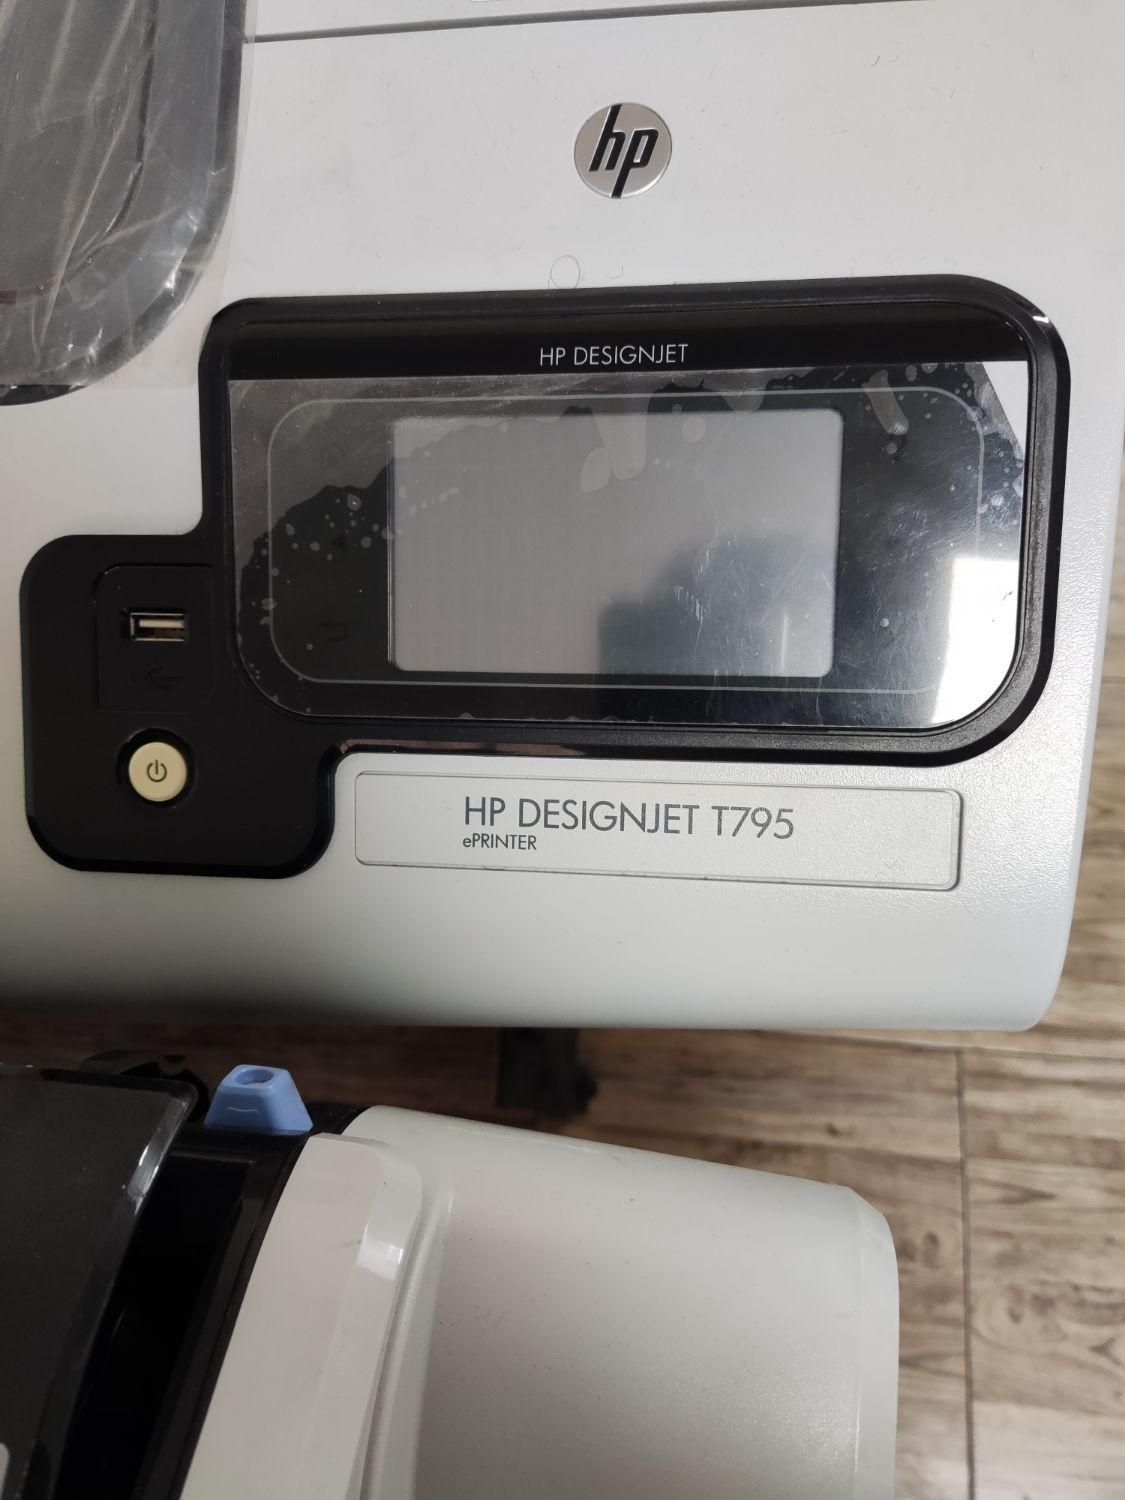 hp
HP DESIGNJET
HP DESIGNJET T795
ePRINTER